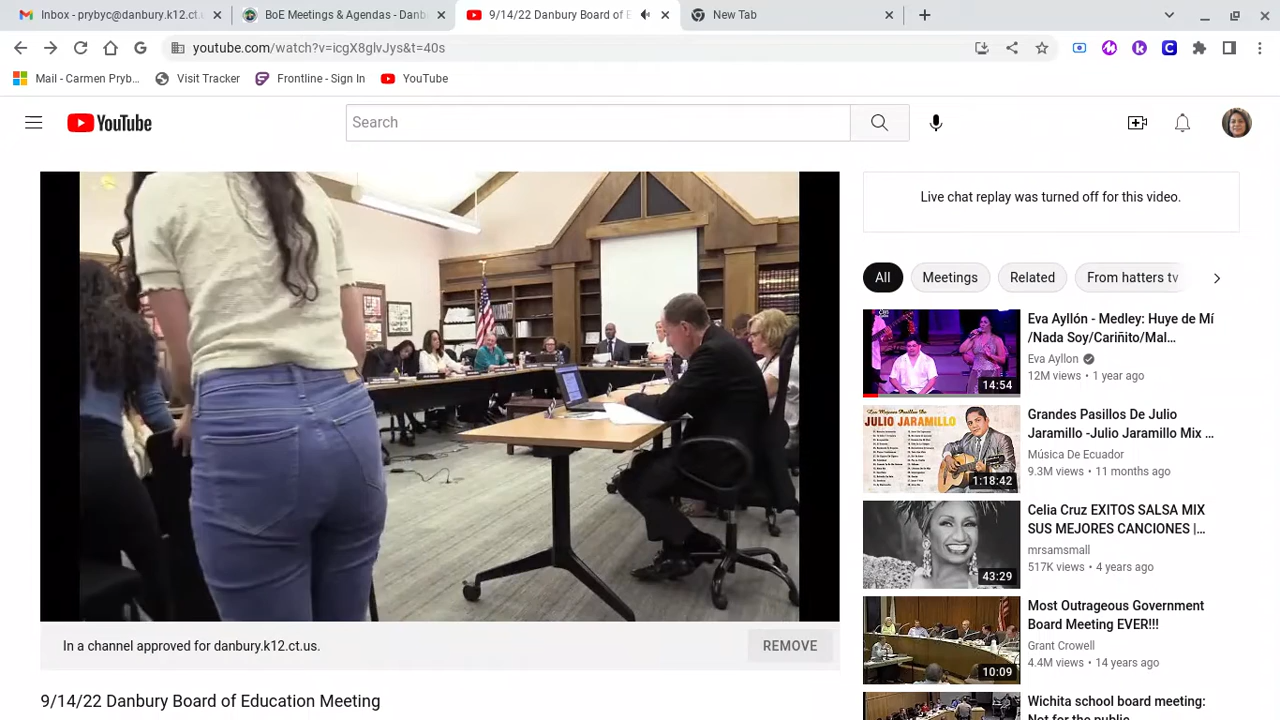 Inbox - prybyc@danbury.k12.ct.u
BoE Meetings & Agendas - Danb
9/14/22 Danbury Board of E
New Tab
youtube.com/watch?v=icgX8glvJys&t=40s
Mail - Carmen Pryb...
Visit Tracker
Frontline - Sign In
YouTube
YouTube
Search
Live chat replay was turned off for this video.
All
Meetings
Related
From hatters tv
Eva Ayllón - Medley: Huye de Mí
/Nada Soy/Cariñito/Mal...
Eva Ayllon
12M views • 1 year ago
14:54
JULIO JARAMILLO
Grandes Pasillos De Julio
Jaramillo -Julio Jaramillo Mix ...
Música De Ecuador
9.3M views • 11 months ago
1:18:42
Celia Cruz EXITOS SALSA MIX
SUS MEJORES CANCIONES |...
mrsamsmall
517K views • 4 years ago
43:29
Most Outrageous Government
Board Meeting EVER!!!
Grant Crowell
4.4M views • 14 years ago
10:09
Wichita school board meeting:
Not for the public
In a channel approved for danbury.k12.ct.us.
REMOVE
9/14/22 Danbury Board of Education Meeting